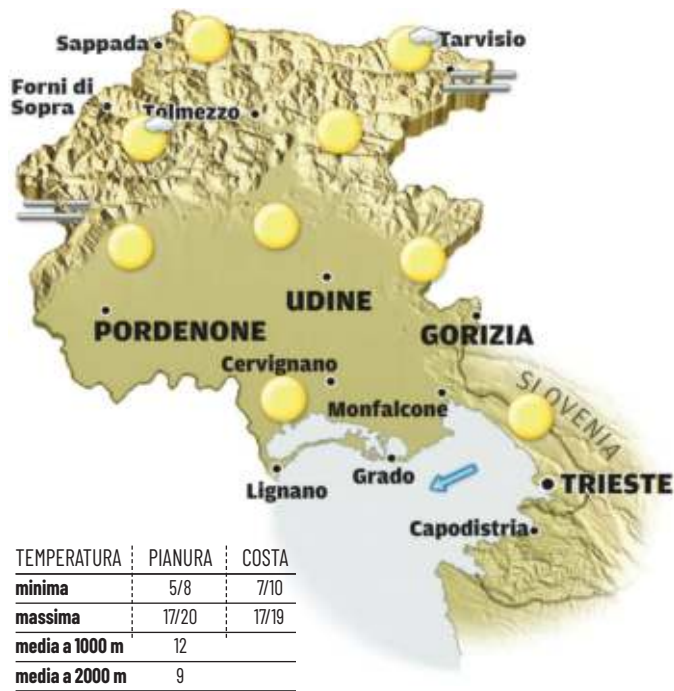 Sappada
Tarvisio
Forni di
Sopra
Tolmezzo
UDINE
PORDENONE
GORIZIA
Cervignano
Monfalcone
SLOVENIA
Grado
Lignano
TRIESTE
Capodistria
TEMPERATURA PIANURA COSTA
minima 5/8 7/10
massima 17/20 17/19
media a 1000 m 12
media a 2000 m 9